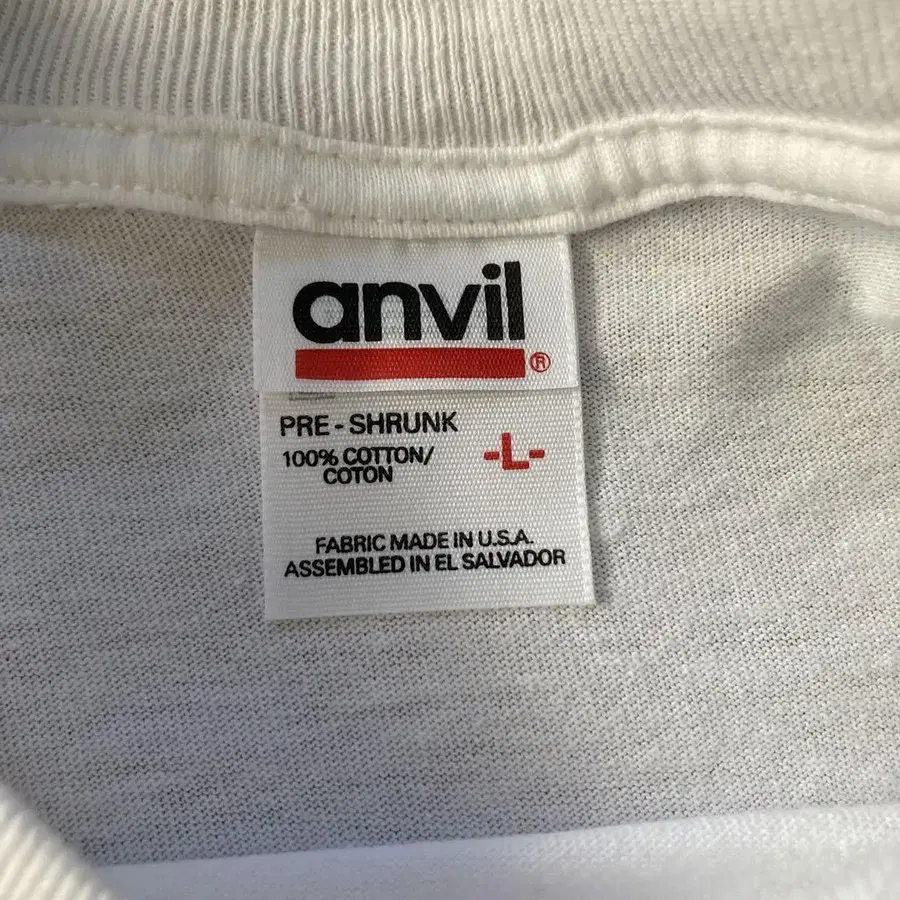 anvil
®
PRE - SHRUNK
100% COTTON/
COTON
-L-
FABRIC MADE IN U.S.A.
ASSEMBLED IN EL SALVADOR